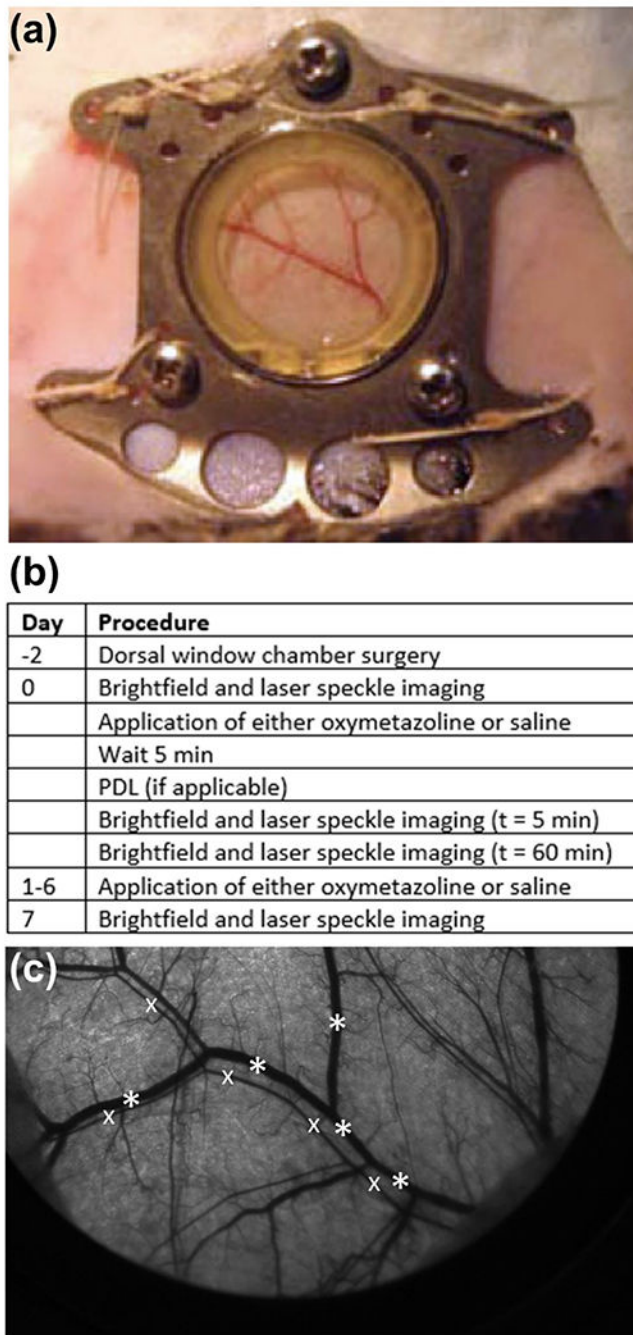 (a)
(b)
Day Procedure
-2 Dorsal window chamber surgery
0 Brightfield and laser speckle imaging
Application of either oxymetazoline or saline
Wait 5 min
PDL (if applicable)
Brightfield and laser speckle imaging (t = 5 min)
Brightfield and laser speckle imaging (t = 60 min)
1-6 Application of either oxymetazoline or saline
7 Brightfield and laser speckle imaging
(c)
x
*
x * *
x *
x *
x *